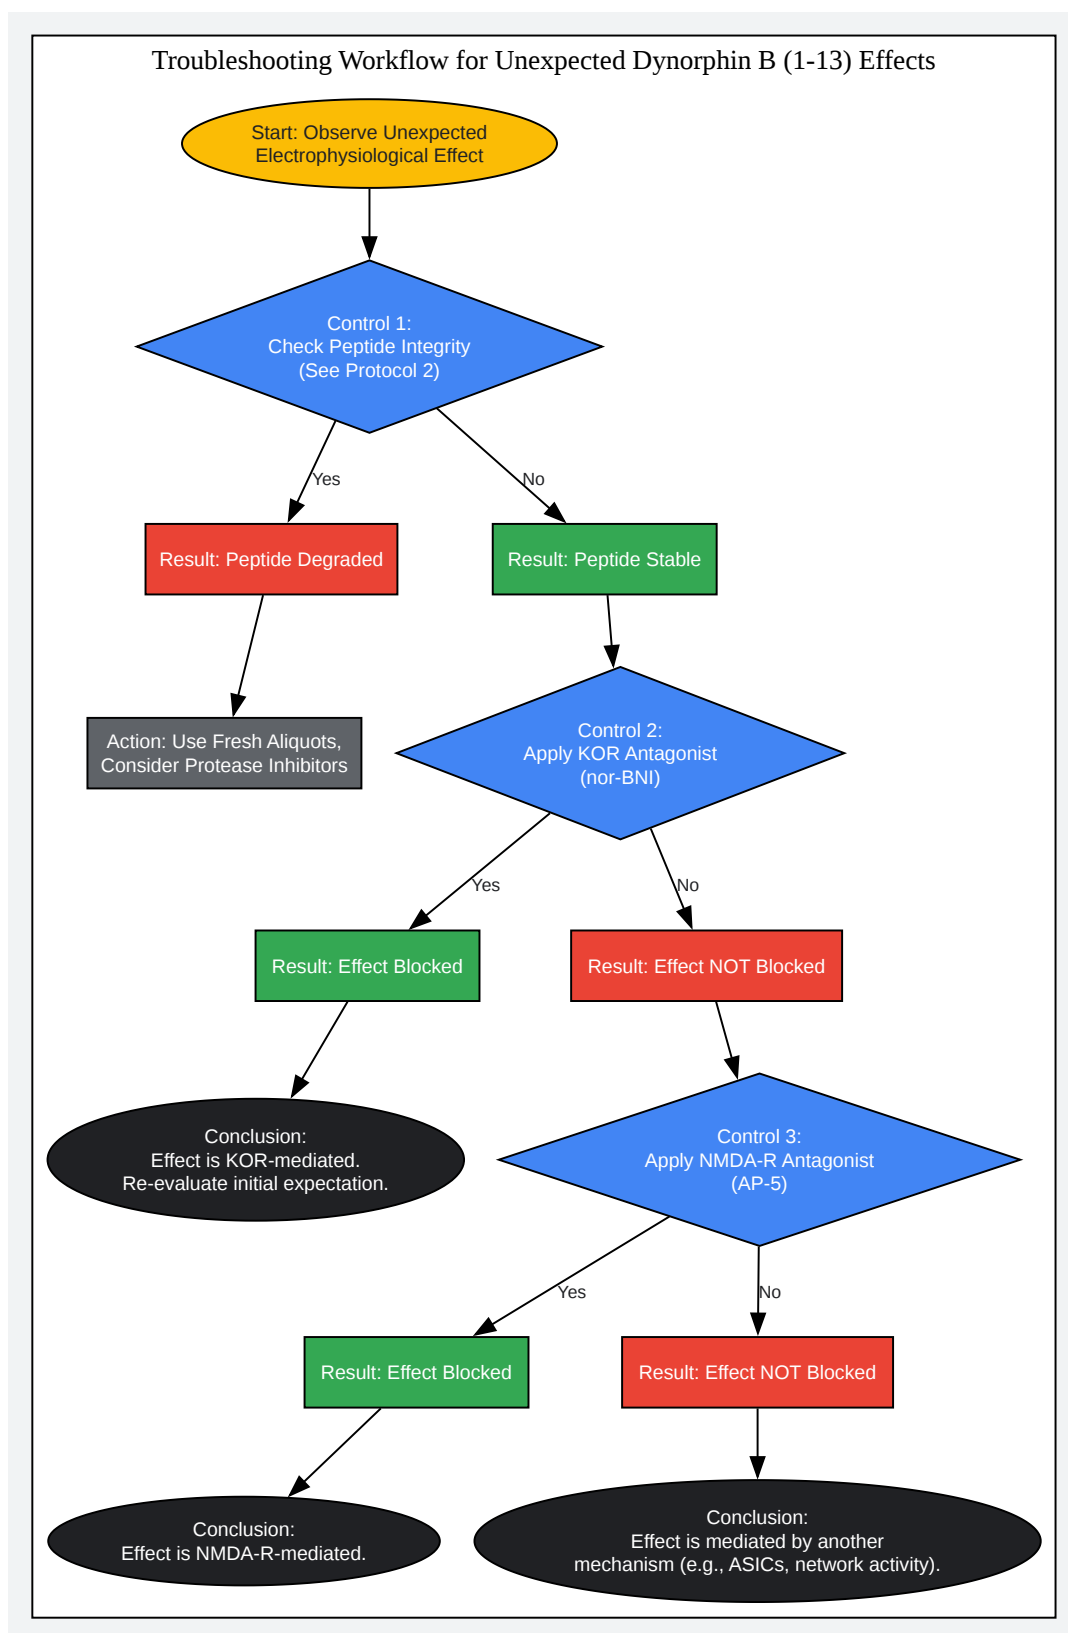 Troubleshooting Workflow for Unexpected Dynorphin B (1-13) Effects
Start: Observe Unexpected
Electrophysiological Effect
Control 1:
Check Peptide Integrity
(See Protocol 2)
Yes
No
Result: Peptide Degraded
Result: Peptide Stable
Action: Use Fresh Aliquots,
Consider Protease Inhibitors
Control 2:
Apply KOR Antagonist
(nor-BNI)
Yes
No
Result: Effect Blocked
Result: Effect NOT Blocked
Conclusion:
Effect is KOR-mediated.
Re-evaluate initial expectation.
Control 3:
Apply NMDA-R Antagonist
(AP-5)
Yes
No
Result: Effect Blocked
Result: Effect NOT Blocked
Conclusion:
Effect is NMDA-R-mediated.
Conclusion:
Effect is mediated by another
mechanism (e.g., ASICs, network activity).